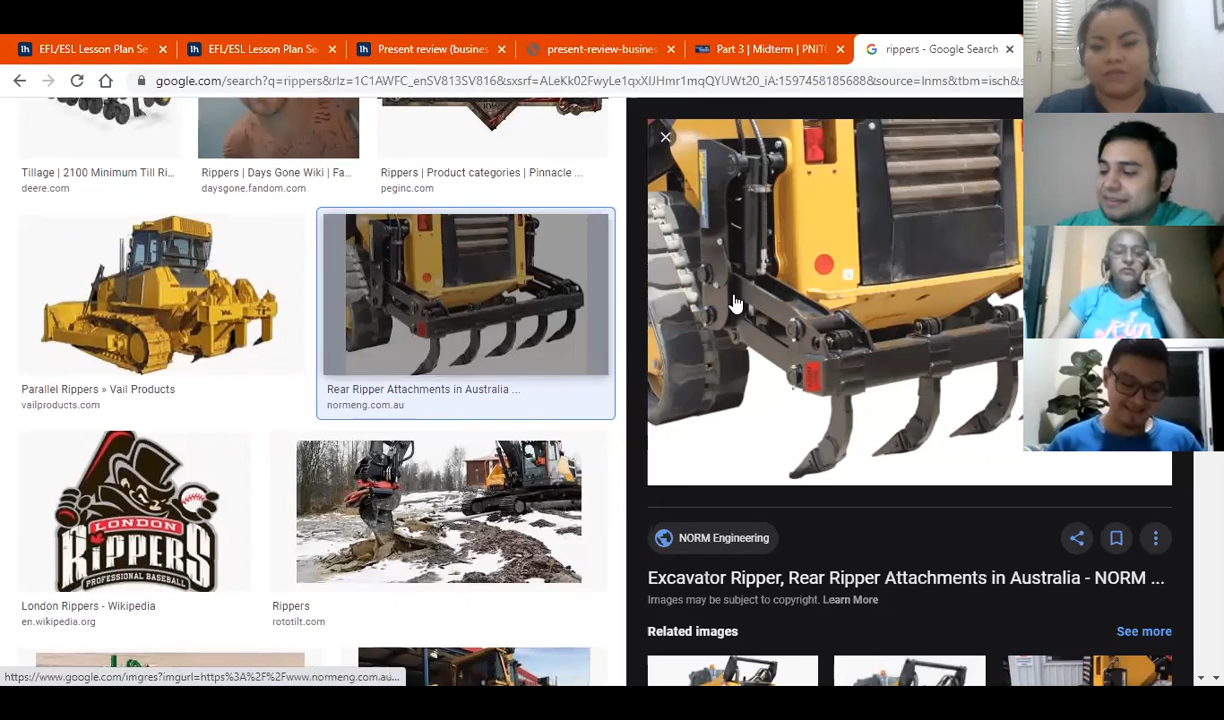 EFL/ESL Lesson Plan Se
EFL/ESL Lesson Plan Se
Present review (busines
present-review-busines
Part 3 | Midterm | PNIT
rippers - Google Search
google.com/search?q=rippers&rlz=1C1AWFC_enSV813SV816&sxsrf=ALeKk02FwyLe1qxXIJHmr1mqQYUWt20_iA:1597458185688&source=lnms&tbm=isch&
Tillage | 2100 Minimum Till Ri...
deere.com
Rippers | Days Gone Wiki | Fa...
daysgone.fandom.com
Rippers | Product categories | Pinnacle ...
peginc.com
Parallel Rippers » Vail Products
vailproducts.com
Rear Ripper Attachments in Australia ...
normeng.com.au
LONDON
RIPPERS
PROFESSIONAL BASEBALL
London Rippers - Wikipedia
en.wikipedia.org
Rippers
rototilt.com
https://www.google.com/imgres?imgurl=https%3A%2F%2Fwww.normeng.com.au...
NORM Engineering
Excavator Ripper, Rear Ripper Attachments in Australia - NORM ...
Images may be subject to copyright. Learn More
Related images
See more